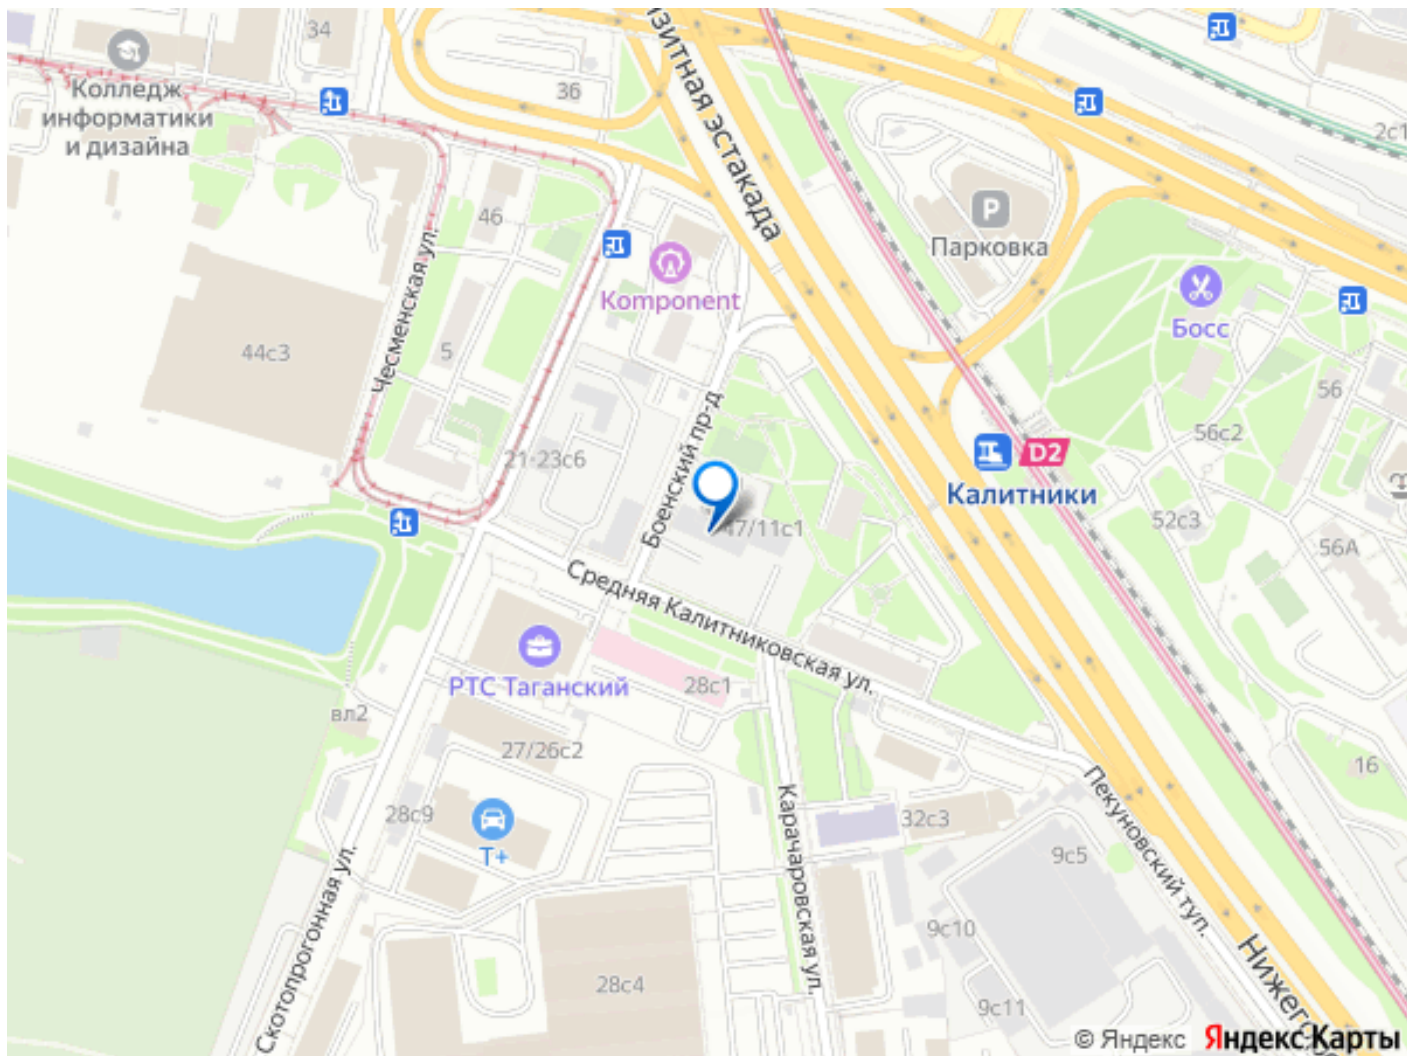 34
Колледж
информатики
и дизайна
36
зитная эстакада
2с1
46
Парковка
Komponent
Чесменская ул.
Босс
44с3
5
56
Боенский пр-д
56с2
21-23с6
D2
Калитники
47/11с1
52с3
56А
Средняя Калитниковская ул.
РТС Таганский
28с1
вл2
27/26с2
16
28с9
Т+
Карачаровская ул.
32с3
Пекуновский туп.
9с5
Скотопрогонная ул.
9с10
28с4
9с11
Нижего
© Яндекс Яндекс Карты